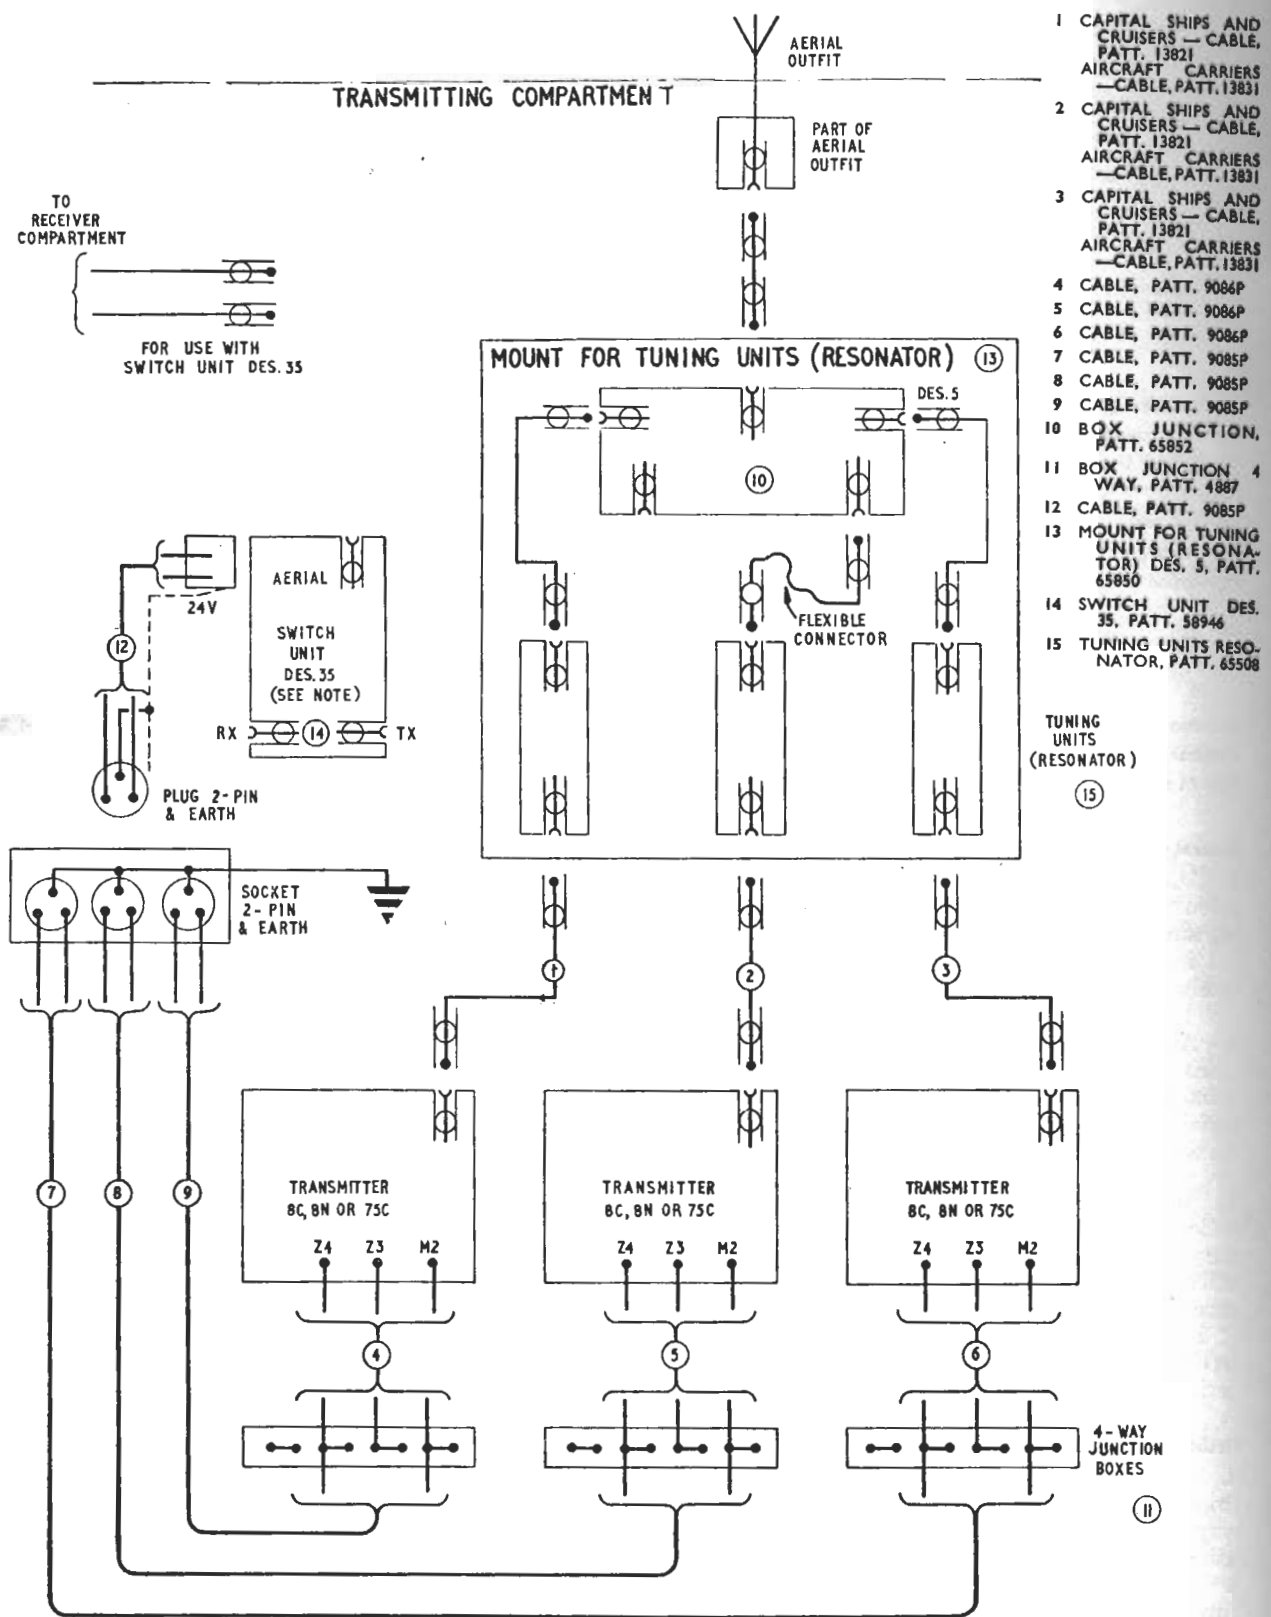 AERIAL
OUTFIT
TRANSMITTING COMPARTMENT
PART OF
AERIAL
OUTFIT
TO
RECEIVER
COMPARTMENT
FOR USE WITH
SWITCH UNIT DES. 35
MOUNT FOR TUNING UNITS (RESONATOR) 13
DES. 5
10
FLEXIBLE
CONNECTOR
24V
12
AERIAL
SWITCH
UNIT
DES. 35
(SEE NOTE)
RX 14 TX
PLUG 2-PIN
& EARTH
TUNING
UNITS
(RESONATOR)
15
SOCKET
2-PIN
& EARTH
1 2 3
7 8 9
TRANSMITTER
8C, 8N OR 75C
Z4 Z3 M2
TRANSMITTER
8C, 8N OR 75C
Z4 Z3 M2
TRANSMITTER
8C, 8N OR 75C
Z4 Z3 M2
4 5 6
4-WAY
JUNCTION
BOXES
11
1 CAPITAL SHIPS AND
CRUISERS — CABLE,
PATT. 13821
AIRCRAFT CARRIERS
—CABLE, PATT. 13831
2 CAPITAL SHIPS AND
CRUISERS — CABLE,
PATT. 13821
AIRCRAFT CARRIERS
—CABLE, PATT. 13831
3 CAPITAL SHIPS AND
CRUISERS — CABLE,
PATT. 13821
AIRCRAFT CARRIERS
—CABLE, PATT. 13831
4 CABLE, PATT. 9086P
5 CABLE, PATT. 9086P
6 CABLE, PATT. 9086P
7 CABLE, PATT. 9085P
8 CABLE, PATT. 9085P
9 CABLE, PATT. 9085P
10 BOX JUNCTION,
PATT. 65852
11 BOX JUNCTION 4
WAY, PATT. 4887
12 CABLE, PATT. 9085P
13 MOUNT FOR TUNING
UNITS (RESONA-
TOR) DES. 5, PATT.
65850
14 SWITCH UNIT DES.
35, PATT. 58946
15 TUNING UNITS RESO-
NATOR, PATT. 65508